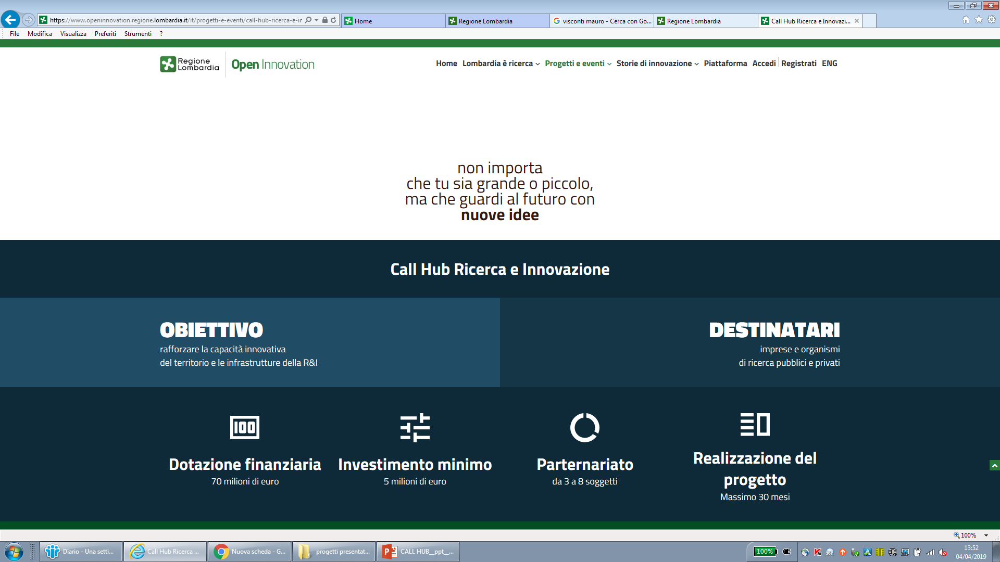 https://www.openinnovation.regione.lombardia.it/it/progetti-e-eventi/call-hub-ricerca-e-ir
Home
Regione Lombardia
visconti mauro - Cerca con Go...
Regione Lombardia
Call Hub Ricerca e Innovazi...
File Modifica Visualizza Preferiti Strumenti ?
Regione
Lombardia
Open Innovation
Home Lombardia è ricerca Progetti e eventi Storie di innovazione Piattaforma Accedi Registrati ENG
non importa
che tu sia grande o piccolo,
ma che guardi al futuro con
nuove idee
Call Hub Ricerca e Innovazione
OBIETTIVO
rafforzare la capacità innovativa
del territorio e le infrastrutture della R&I
DESTINATARI
imprese e organismi
di ricerca pubblici e privati
100
Dotazione finanziaria
70 milioni di euro
Investimento minimo
5 milioni di euro
Parternariato
da 3 a 8 soggetti
Realizzazione del
progetto
Massimo 30 mesi
100%
Diario - Una setti...
Call Hub Ricerca ...
Nuova scheda - G...
progetti presentat...
CALL HUB_ppt_...
100%
13:52
04/04/2019